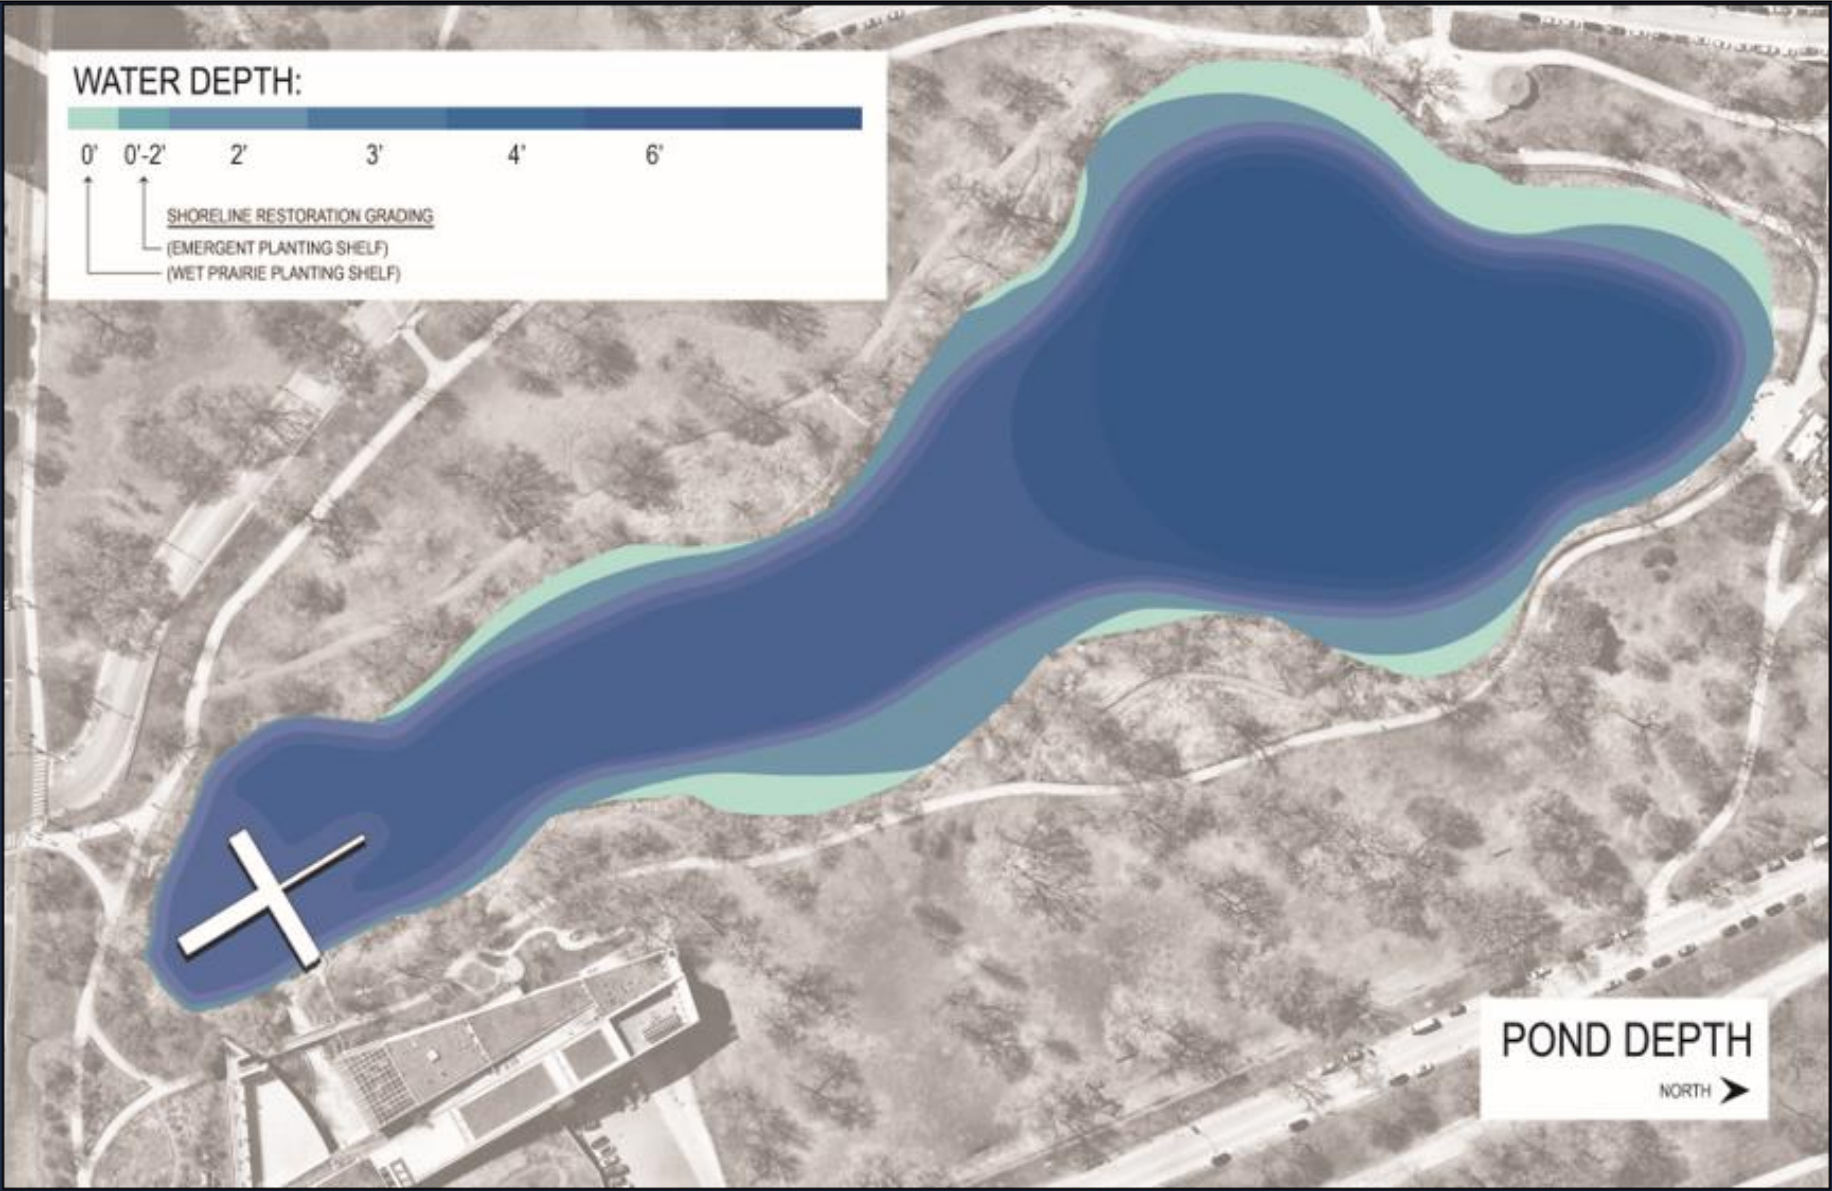 WATER DEPTH:
0' 0'-2' 2' 3' 4' 6'
SHORELINE RESTORATION GRADING
(EMERGENT PLANTING SHELF)
(WET PRAIRIE PLANTING SHELF)
POND DEPTH
NORTH